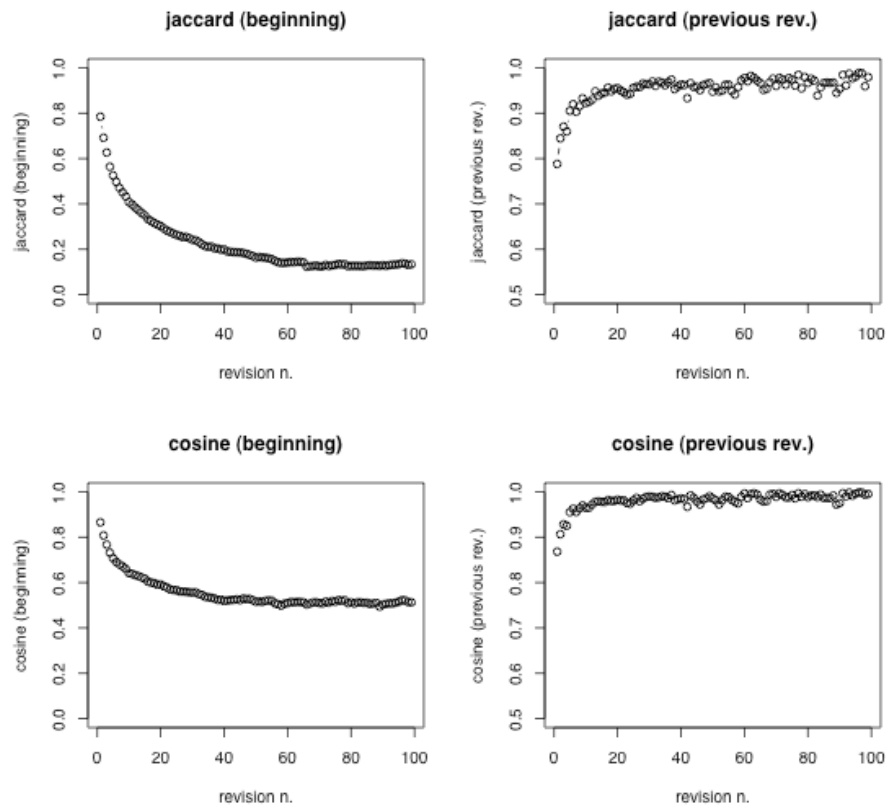 jaccard (beginning)
jaccard (beginning)
1.0
0.8
0.6
0.4
0.2
0.0
0 20 40 60 80 100
revision n.
jaccard (previous rev.)
jaccard (previous rev.)
1.0
0.9
0.8
0.7
0.6
0.5
0 20 40 60 80 100
revision n.
cosine (beginning)
cosine (beginning)
1.0
0.8
0.6
0.4
0.2
0.0
0 20 40 60 80 100
revision n.
cosine (previous rev.)
cosine (previous rev.)
1.0
0.9
0.8
0.7
0.6
0.5
0 20 40 60 80 100
revision n.